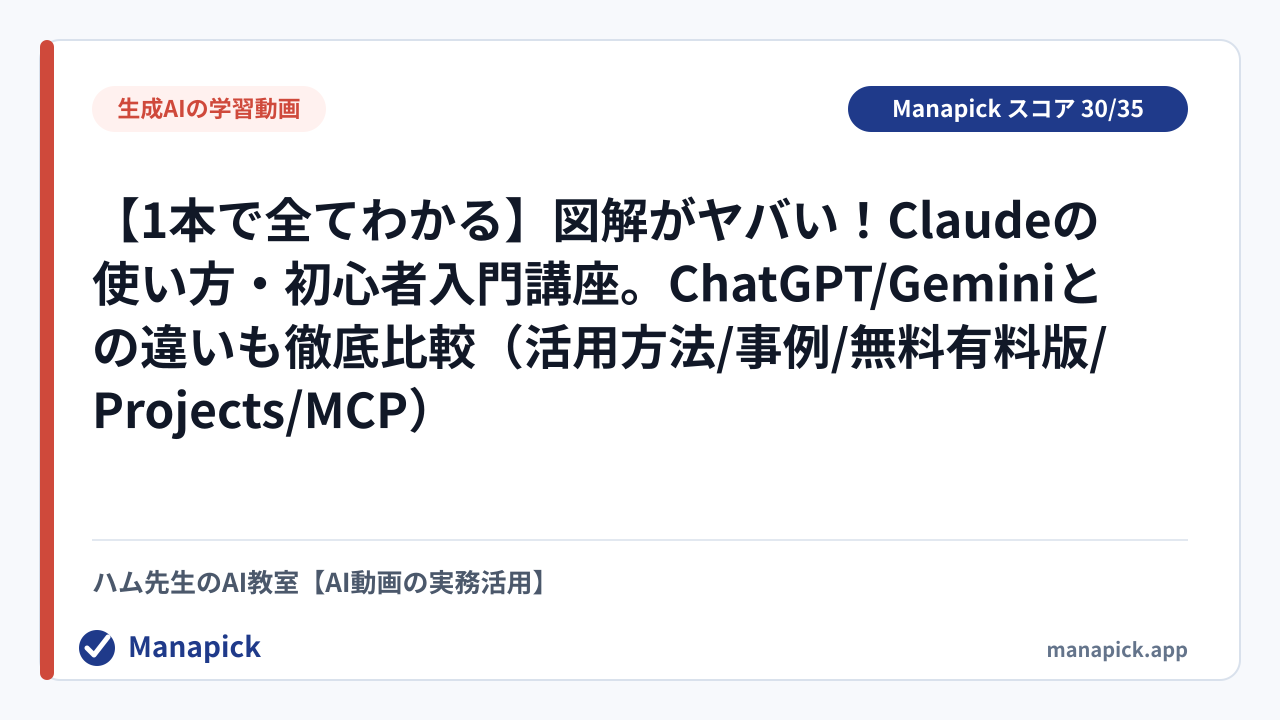 生成AIの学習動画
Manapick スコア 30/35
【1本で全てわかる】図解がヤバい！Claudeの
使い方・初心者入門講座。ChatGPT/Geminiと
の違いも徹底比較（活用方法/事例/無料有料版/
Projects/MCP）
ハム先生のAI教室【AI動画の実務活用】
Manapick
manapick.app